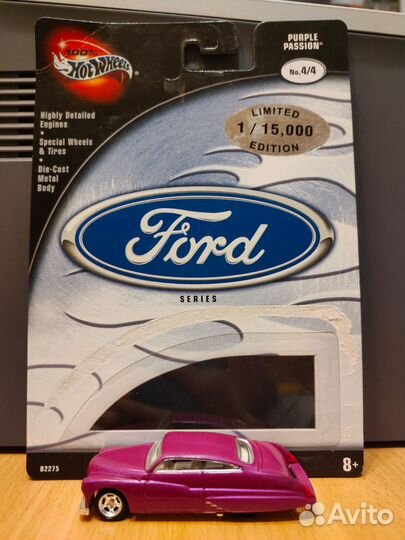 100%
Hot Wheels
PURPLE
PASSION®
No. 4/4
Highly Detailed
Engines
•
Special Wheels
& Tires
•
Die-Cast
Metal
Body
LIMITED
1 / 15,000
EDITION
Ford
SERIES
B2275
8+
Avito